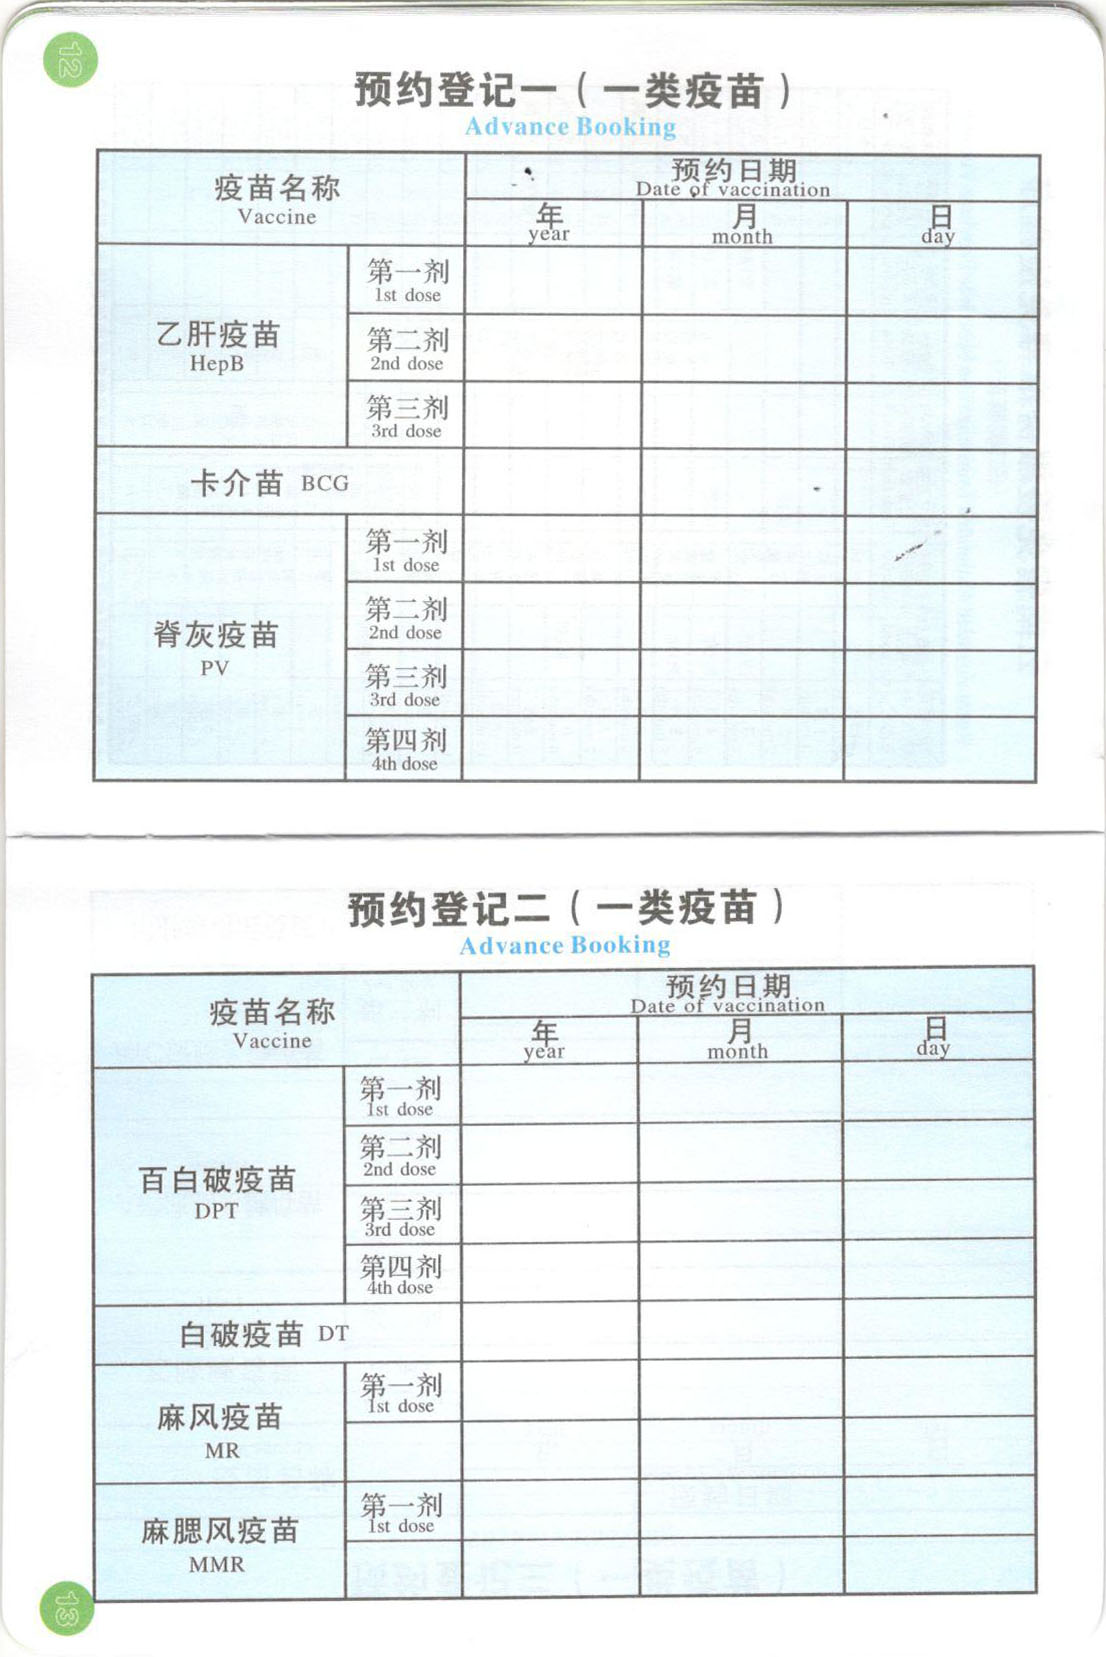 12
预约登记一（一类疫苗）
Advance Booking
疫苗名称
Vaccine
预约日期
Date of vaccination
年
year
月
month
日
day
乙肝疫苗
HepB
第一剂
1st dose
第二剂
2nd dose
第三剂
3rd dose
卡介苗 BCG
脊灰疫苗
PV
第一剂
1st dose
第二剂
2nd dose
第三剂
3rd dose
第四剂
4th dose
预约登记二（一类疫苗）
Advance Booking
疫苗名称
Vaccine
预约日期
Date of vaccination
年
year
月
month
日
day
百白破疫苗
DPT
第一剂
1st dose
第二剂
2nd dose
第三剂
3rd dose
第四剂
4th dose
白破疫苗 DT
麻风疫苗
MR
第一剂
1st dose
麻腮风疫苗
MMR
第一剂
1st dose
13